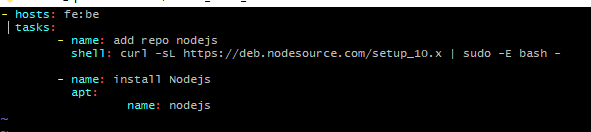 - hosts: fe:be
  tasks:
        - name: add repo nodejs
          shell: curl -sL https://deb.nodesource.com/setup_10.x | sudo -E bash -

        - name: install Nodejs
          apt:
                  name: nodejs
~
~